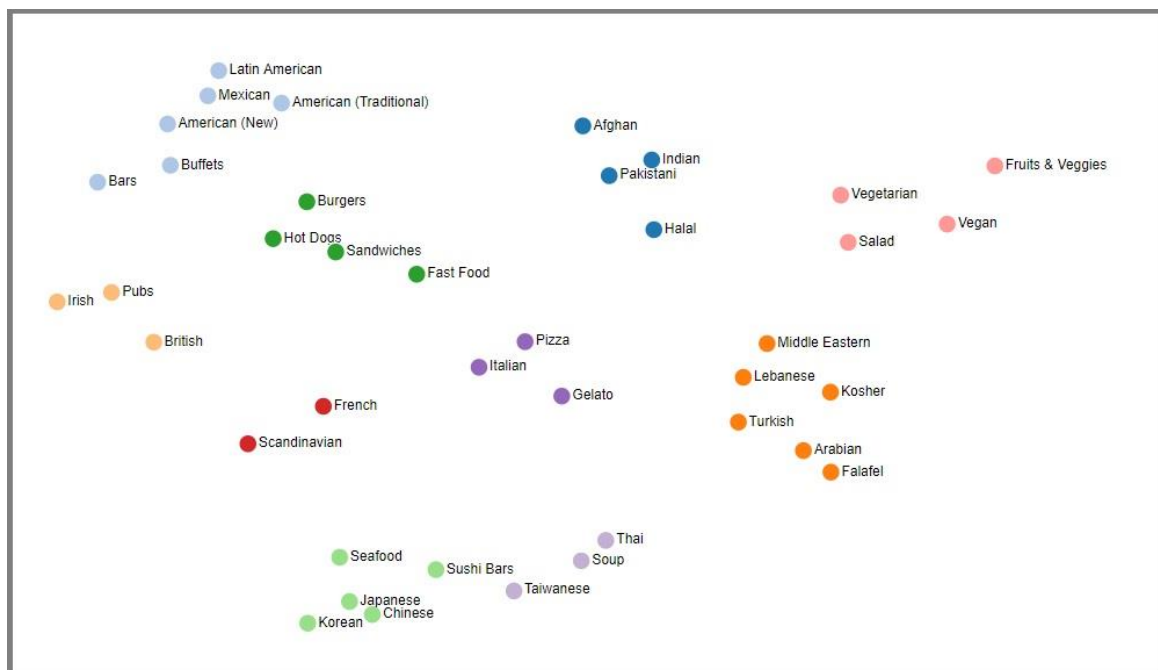 Latin American
Mexican
American (Traditional)
American (New)
Afghan
Indian
Buffets
Fruits & Veggies
Pakistani
Bars
Vegetarian
Burgers
Vegan
Halal
Hot Dogs
Salad
Sandwiches
Fast Food
Pubs
Irish
British
Pizza
Middle Eastern
Italian
Lebanese
Kosher
Gelato
French
Turkish
Scandinavian
Arabian
Falafel
Thai
Seafood
Soup
Sushi Bars
Taiwanese
Japanese
Chinese
Korean